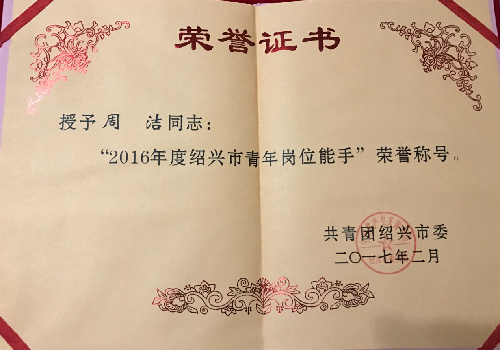 荣誉证书
授予周 洁同志：
“2016年度绍兴市青年岗位能手”荣誉称号。
共青团绍兴市委
二〇一七年二月